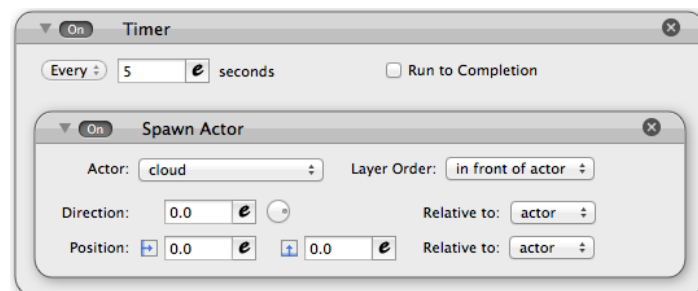 On Timer
Every 5 e seconds Run to Completion
On Spawn Actor
Actor: cloud Layer Order: in front of actor
Direction: 0.0 e Relative to: actor
Position: 0.0 e 0.0 e Relative to: actor